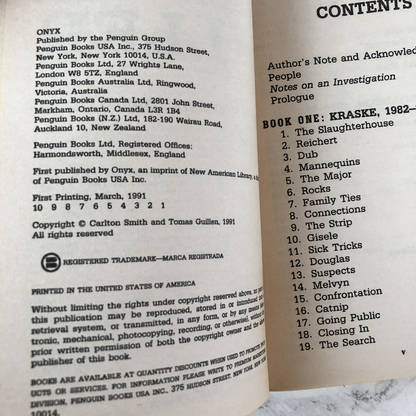 ONYX
Published by the Penguin Group
Penguin Books USA Inc., 375 Hudson Street,
New York, New York 10014, U.S.A.
Penguin Books Ltd, 27 Wrights Lane,
London W8 5TZ, England
Penguin Books Australia Ltd, Ringwood,
Victoria, Australia
Penguin Books Canada Ltd, 2801 John Street,
Markham, Ontario, Canada L3R 1B4
Penguin Books (N.Z.) Ltd, 182-190 Wairau Road,
Auckland 10, New Zealand
Penguin Books Ltd, Registered Offices:
Harmondsworth, Middlesex, England
First published by Onyx, an imprint of New American Library, a
of Penguin Books USA Inc.
First Printing, March, 1991
10 9 8 7 6 5 4 3 2 1
Copyright © Carlton Smith and Tomas Guillen, 1991
All rights reserved
REGISTERED TRADEMARK—MARCA REGISTRADA
PRINTED IN THE UNITED STATES OF AMERICA
Without limiting the rights under copyright reserved above, no
this publication may be reproduced, stored in or introduced
retrieval system, or transmitted, in any form, or by any means
tronic, mechanical, photocopying, recording, or otherwise), without
prior written permission of both the copyright owner and the above
publisher of this book.
BOOKS ARE AVAILABLE AT QUANTITY DISCOUNTS WHEN USED TO PROMOTE
UCTS OR SERVICES. FOR INFORMATION PLEASE WRITE TO PREMIUM MARKETING
DIVISION, PENGUIN BOOKS USA INC., 375 HUDSON STREET, NEW YORK, NEW YORK
10014.
CONTENTS
Author's Note and Acknowled
People
Notes on an Investigation
Prologue
BOOK ONE: KRASKE, 1982–
1. The Slaughterhouse
2. Reichert
3. Dub
4. Mannequins
5. The Major
6. Rocks
7. Family Ties
8. Connections
9. The Strip
10. Gisele
11. Sick Tricks
12. Douglas
13. Suspects
14. Melvyn
15. Confrontation
16. Catnip
17. Going Public
18. Closing In
19. The Search
v